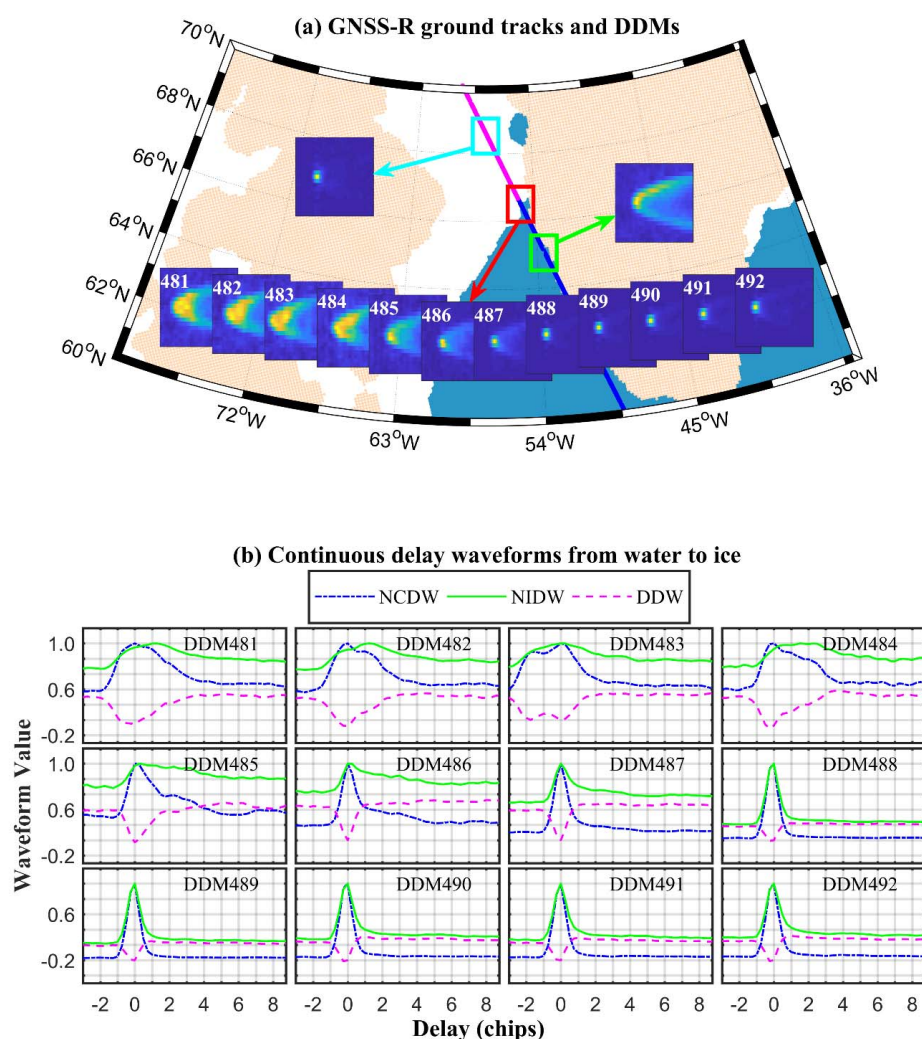 (a) GNSS-R ground tracks and DDMs
70°N
68°N
66°N
64°N
62°N
60°N
72°W
63°W
54°W
45°W
36°W
481 482 483 484 485 486 487 488 489 490 491 492
(b) Continuous delay waveforms from water to ice
NCDW NIDW DDW
Waveform Value
1.0 DDM481 DDM482 DDM483 DDM484
0.6
-0.2
1.0 DDM485 DDM486 DDM487 DDM488
0.6
-0.2
DDM489 DDM490 DDM491 DDM492
0.6
-0.2
-2 0 2 4 6 8 -2 0 2 4 6 8 -2 0 2 4 6 8 -2 0 2 4 6 8
Delay (chips)